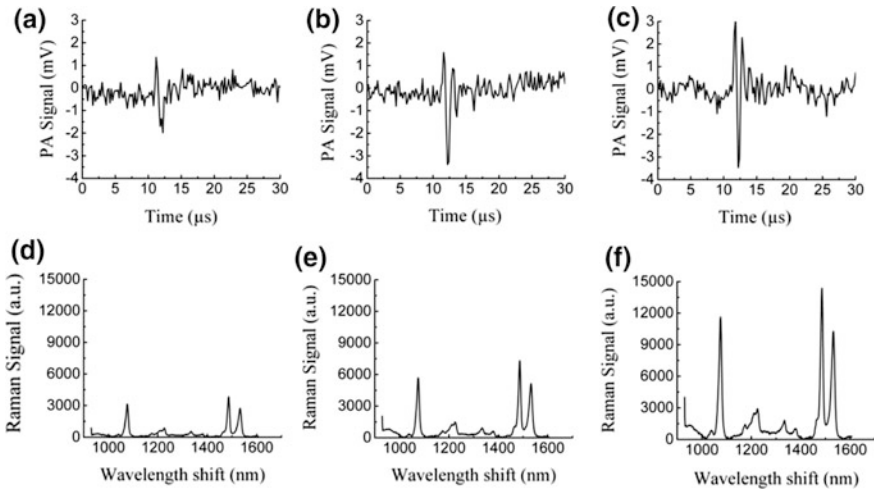 (a)
PA Signal (mV)
3
2
1
0
-1
-2
-3
-4
0 5 10 15 20 25 30
Time (µs)
(b)
PA Signal (mV)
3
2
1
0
-1
-2
-3
-4
0 5 10 15 20 25 30
Time (µs)
(c)
PA Signal (mV)
3
2
1
0
-1
-2
-3
-4
0 5 10 15 20 25 30
Time (µs)
(d)
Raman Signal (a.u.)
15000
12000
9000
6000
3000
0
1000 1200 1400 1600
Wavelength shift (nm)
(e)
Raman Signal (a.u.)
15000
12000
9000
6000
3000
0
1000 1200 1400 1600
Wavelength shift (nm)
(f)
Raman Signal (a.u.)
15000
12000
9000
6000
3000
0
1000 1200 1400 1600
Wavelength shift (nm)